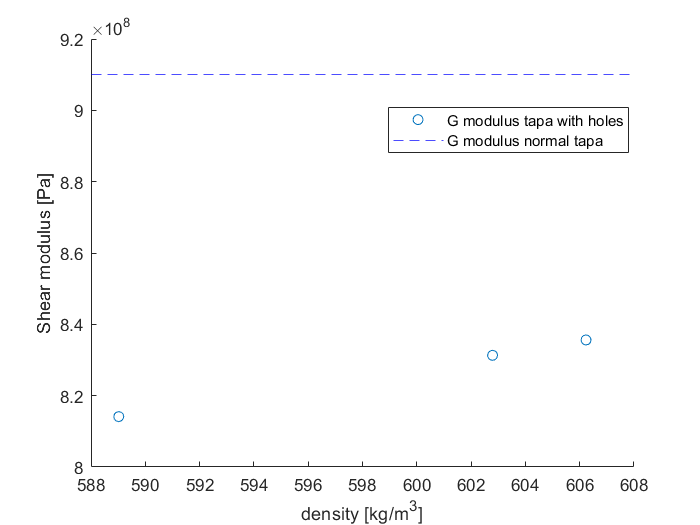 ×10^8
9.2
9
8.8
8.6
8.4
8.2
8
Shear modulus [Pa]
G modulus tapa with holes
G modulus normal tapa
588 590 592 594 596 598 600 602 604 606 608
density [kg/m^3]